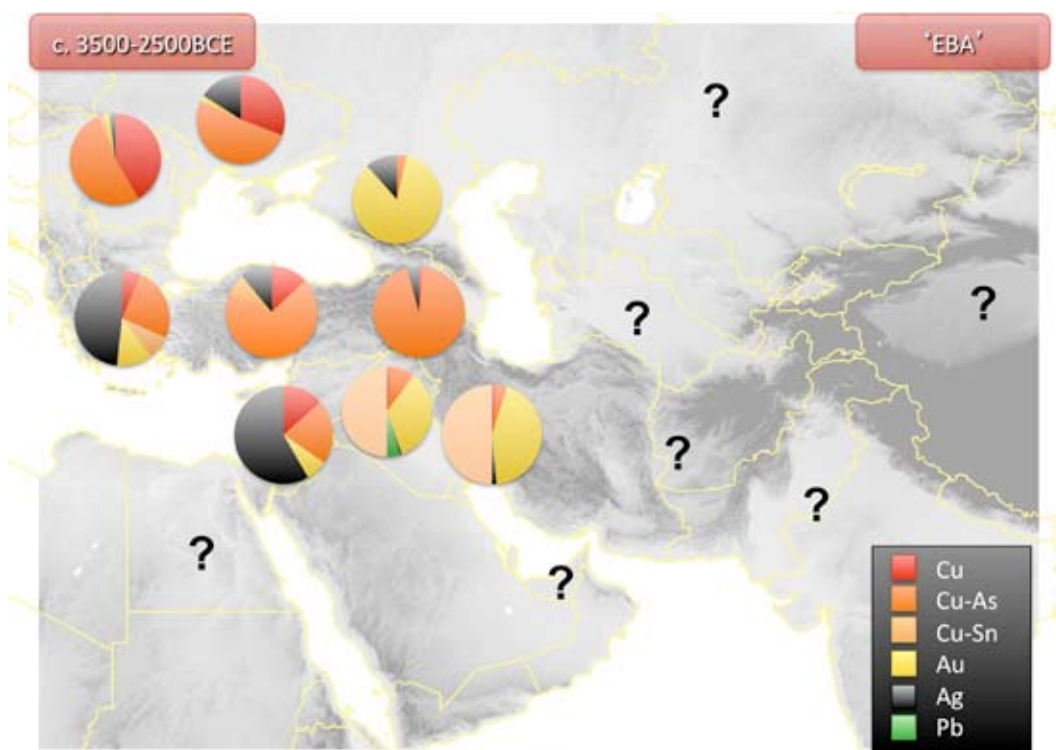 c. 3500-2500BCE
'EBA'
?
?
?
?
?
?
?
Cu
Cu-As
Cu-Sn
Au
Ag
Pb